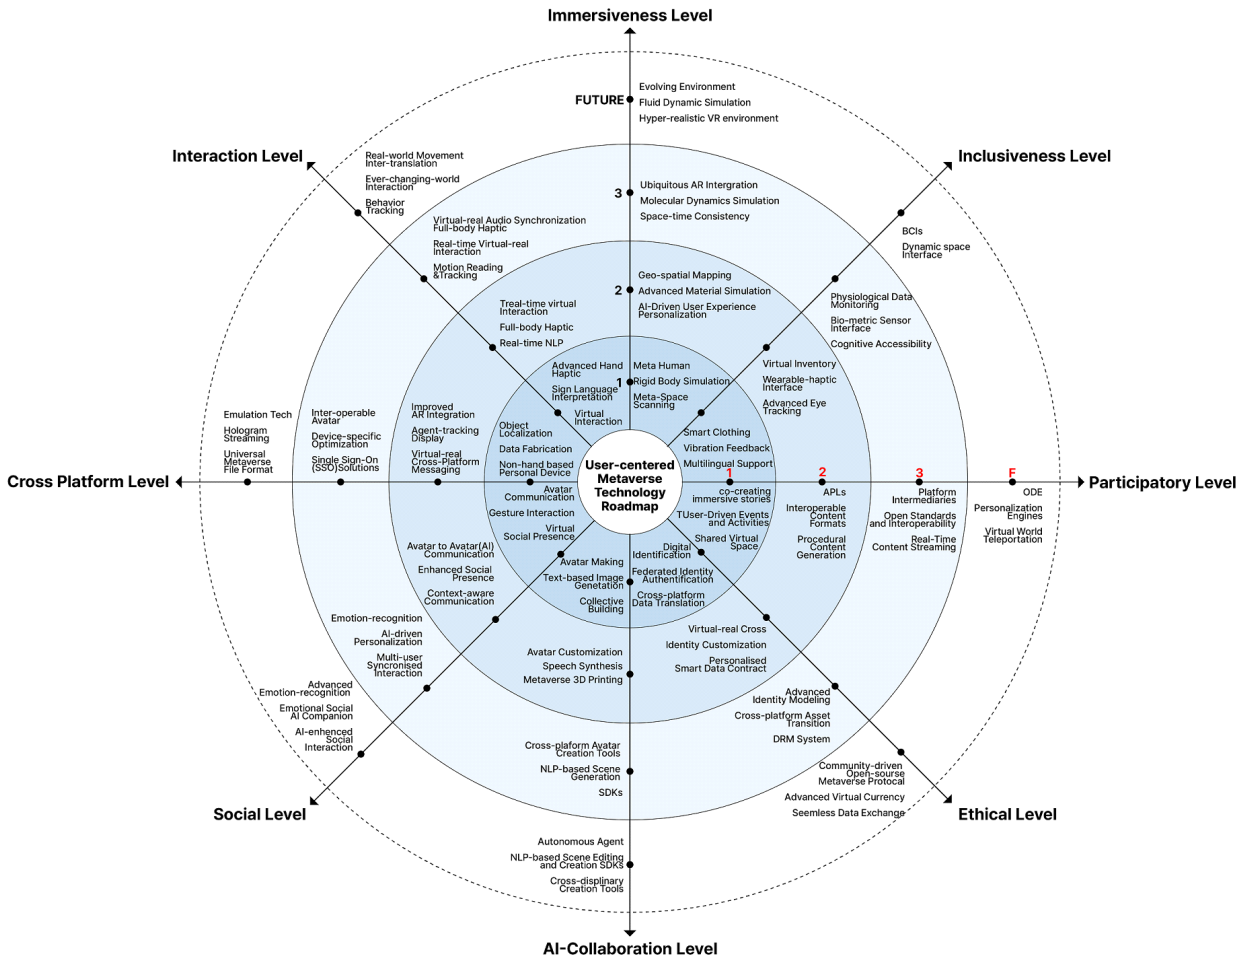 Immersiveness Level
FUTURE
Evolving Environment
Fluid Dynamic Simulation
Hyper-realistic VR environment
3
Ubiquitous AR Intergration
Molecular Dynamics Simulation
Space-time Consistency
2
Geo-spatial Mapping
Advanced Material Simulation
AI-Driven User Experience
Personalization
1
Meta Human
Rigid Body Simulation
Meta-Space
Scanning
Inclusiveness Level
BCIs
Dynamic space
Interface
Physiological Data
Monitoring
Bio-metric Sensor
Interface
Cognitive Accessibility
Virtual Inventory
Wearable-haptic
Interface
Advanced Eye
Tracking
Smart Clothing
Vibration Feedback
Multilingual Support
Participatory Level
1
2
3
F
co-creating
immersive stories
TUser-Driven Events
and Activities
Shared Virtual
Space
APLs
Interoperable
Content
Formats
Procedural
Content
Generation
Platform
Intermediaries
Open Standards
and Interoperability
Real-Time
Content Streaming
ODE
Personalization
Engines
Virtual World
Teleportation
Ethical Level
Digital
Identification
Federated Identity
Authentification
Cross-platform
Data Translation
Virtual-real Cross
Identity Customization
Personalised
Smart Data Contract
Advanced
Identity Modeling
Cross-platform Asset
Transition
DRM System
Community-driven
Open-sourse
Metaverse Protocal
Advanced Virtual Currency
Seemless Data Exchange
AI-Collaboration Level
Avatar Making
Text-based Image
Genetation
Collective
Building
Avatar Customization
Speech Synthesis
Metaverse 3D Printing
Cross-plaform Avatar
Creation Tools
NLP-based Scene
Generation
SDKs
Autonomous Agent
NLP-based Scene Editing
and Creation SDKs
Cross-displinary
Creation Tools
Social Level
Avatar
Communication
Gesture Interaction
Virtual
Social Presence
Avatar to Avatar(AI)
Communication
Enhanced Social
Presence
Context-aware
Communication
Emotion-recognition
AI-driven
Personalization
Multi-user
Syncronised
Interaction
Advanced
Emotion-recognition
Emotional Social
AI Companion
AI-enhenced
Social
Interaction
Cross Platform Level
Emulation Tech
Hologram
Streaming
Universal
Metaverse
File Format
Inter-operable
Avatar
Device-specific
Optimization
Single Sign-On
(SSO)Solutions
Improved
AR Integration
Agent-tracking
Display
Virtual-real
Cross-Platform
Messaging
Object
Localization
Data Fabrication
Non-hand based
Personal Device
Interaction Level
Real-world Movement
Inter-translation
Ever-changing-world
Interaction
Behavior
Tracking
Virtual-real Audio Synchronization
Full-body Haptic
Real-time Virtual-real
Interaction
Motion Reading
&Tracking
Treal-time virtual
Interaction
Full-body Haptic
Real-time NLP
Advanced Hand
Haptic
Sign Language
Interpretation
Virtual
Interaction
User-centered
Metaverse
Technology
Roadmap